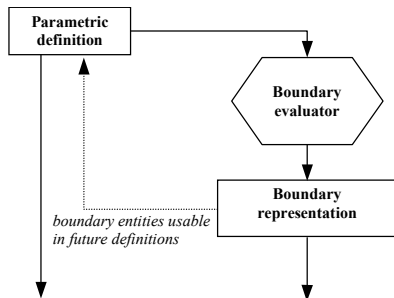 Parametric
definition
Boundary
evaluator
Boundary
representation
boundary entities usable
in future definitions